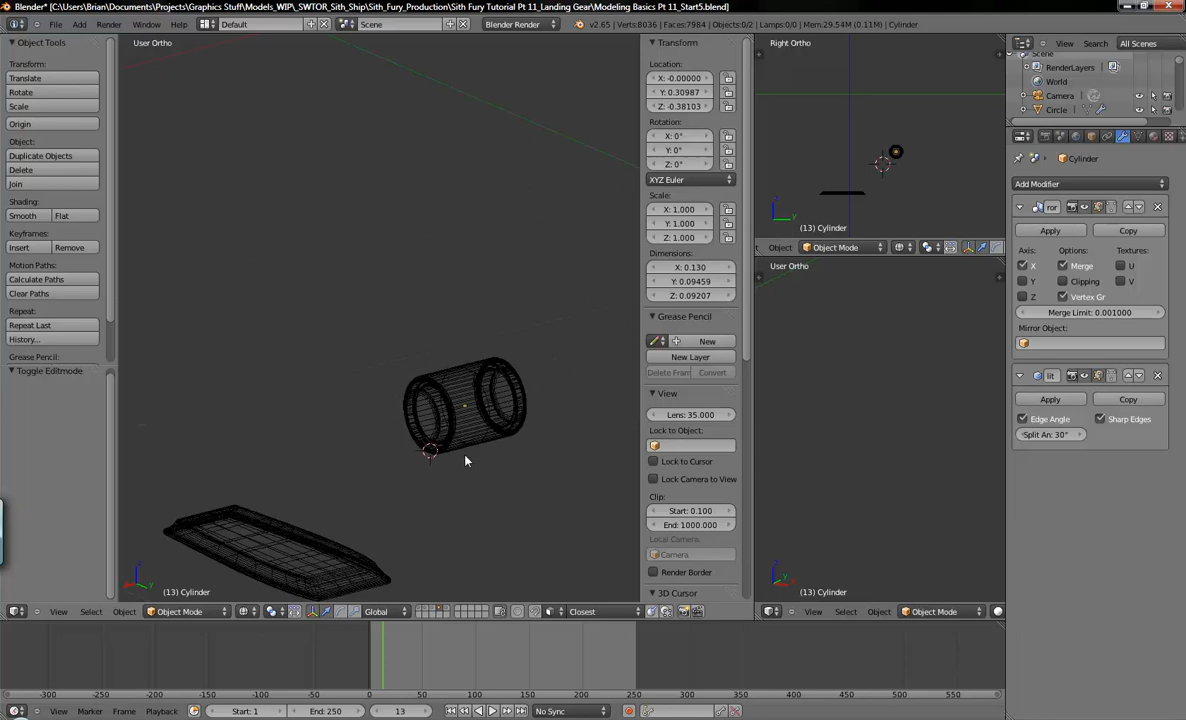 Blender* [C:\Users\Brian\Documents\Projects\Graphics Stuff\Models_WIP\_SWTOR_Sith_Ship\Sith_Fury_Production\Sith Fury Tutorial Pt 11_Landing Gear\Modeling Basics Pt 11_Start5.blend]
File Add Render Window Help Default Scene Blender Render v2.65 | Verts:8036 | Faces:7984 | Objects:0/2 | Lamps:0/0 | Mem:29.54M (0.11M) | Cylinder
Object Tools
Transform:
Translate
Rotate
Scale
Origin
Object:
Duplicate Objects
Delete
Join
Shading:
Smooth Flat
Keyframes:
Insert Remove
Motion Paths:
Calculate Paths
Clear Paths
Repeat:
Repeat Last
History...
Grease Pencil:
Toggle Editmode
User Ortho
(13) Cylinder
View Select Object Object Mode Global Closest
Transform
Location:
X: -0.00000
Y: 0.30987
Z: -0.38103
Rotation:
X: 0°
Y: 0°
Z: 0°
XYZ Euler
Scale:
X: 1.000
Y: 1.000
Z: 1.000
Dimensions:
X: 0.130
Y: 0.09459
Z: 0.09207
Grease Pencil
New
New Layer
Delete Fram Convert
View
Lens: 35.000
Lock to Object:
Lock to Cursor
Lock Camera to View
Clip:
Start: 0.100
End: 1000.000
Local Camera:
Camera
Render Border
3D Cursor
Right Ortho
(13) Cylinder
Object Object Mode
User Ortho
(13) Cylinder
View Select Object Object Mode
View Search All Scenes
Scene
RenderLayers
World
Camera
Circle
Cylinder
Add Modifier
ror
Apply Copy
Axis: Options: Textures:
X Merge U
Y Clipping V
Z Vertex Gr
Merge Limit: 0.001000
Mirror Object:
lit
Apply Copy
Edge Angle Sharp Edges
Split An: 30°
-300 -250 -200 -150 -100 -50 0 50 100 150 200 250 300 350 400 450 500 550
View Marker Frame Playback Start: 1 End: 250 13 No Sync